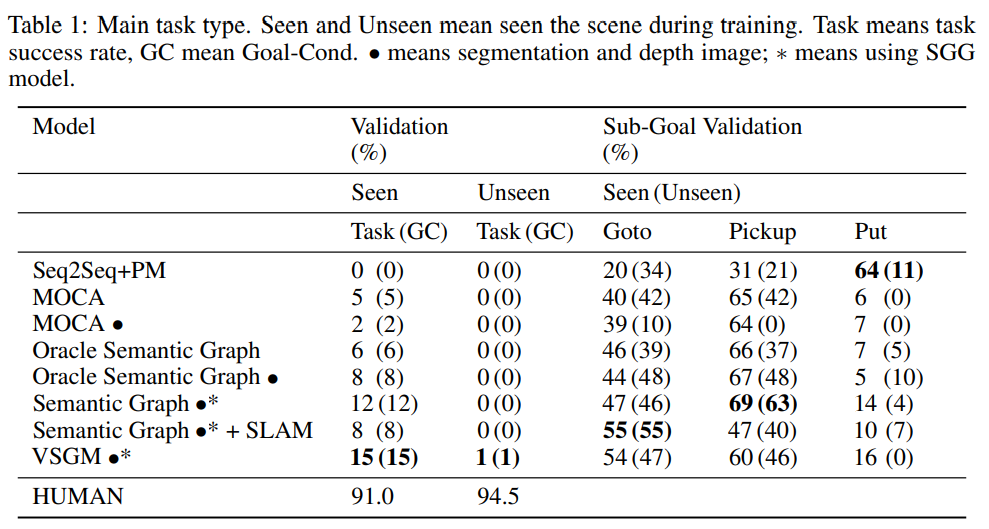 Table 1: Main task type. Seen and Unseen mean seen the scene during training. Task means task
success rate, GC mean Goal-Cond. ● means segmentation and depth image; * means using SGG
model.
Model Validation Sub-Goal Validation
(%) (%)
Seen Unseen Seen (Unseen)
Task (GC) Task (GC) Goto Pickup Put
Seq2Seq+PM 0 (0) 0 (0) 20 (34) 31 (21) 64 (11)
MOCA 5 (5) 0 (0) 40 (42) 65 (42) 6 (0)
MOCA ● 2 (2) 0 (0) 39 (10) 64 (0) 7 (0)
Oracle Semantic Graph 6 (6) 0 (0) 46 (39) 66 (37) 7 (5)
Oracle Semantic Graph ● 8 (8) 0 (0) 44 (48) 67 (48) 5 (10)
Semantic Graph ●* 12 (12) 0 (0) 47 (46) 69 (63) 14 (4)
Semantic Graph ●* + SLAM 8 (8) 0 (0) 55 (55) 47 (40) 10 (7)
VSGM ●* 15 (15) 1 (1) 54 (47) 60 (46) 16 (0)
HUMAN 91.0 94.5